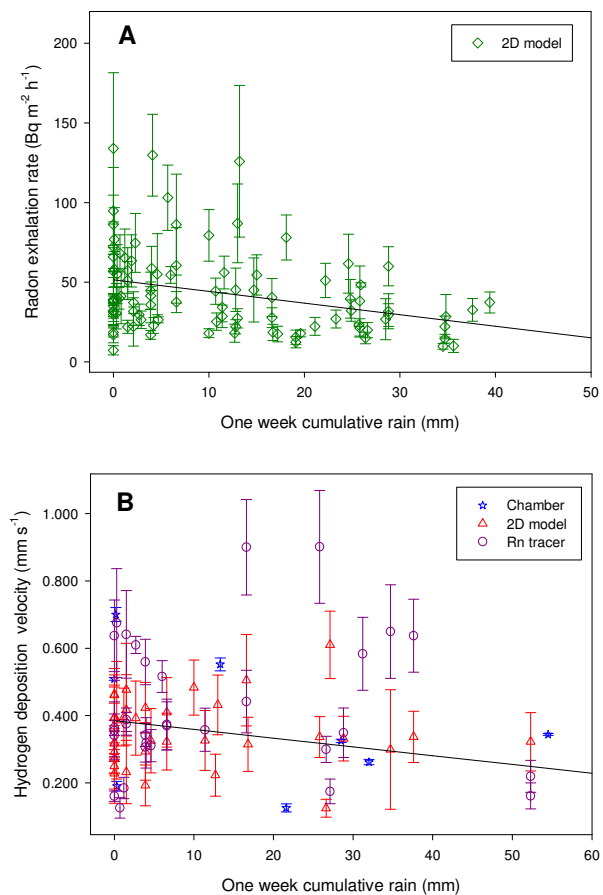 A
2D model
Radon exhalation rate (Bq m-2 h-1)
200
150
100
50
0
0 10 20 30 40 50
One week cumulative rain (mm)
B
Chamber
2D model
Rn tracer
Hydrogen deposition velocity (mm s-1)
1.000
0.800
0.600
0.400
0.200
0 10 20 30 40 50 60
One week cumulative rain (mm)